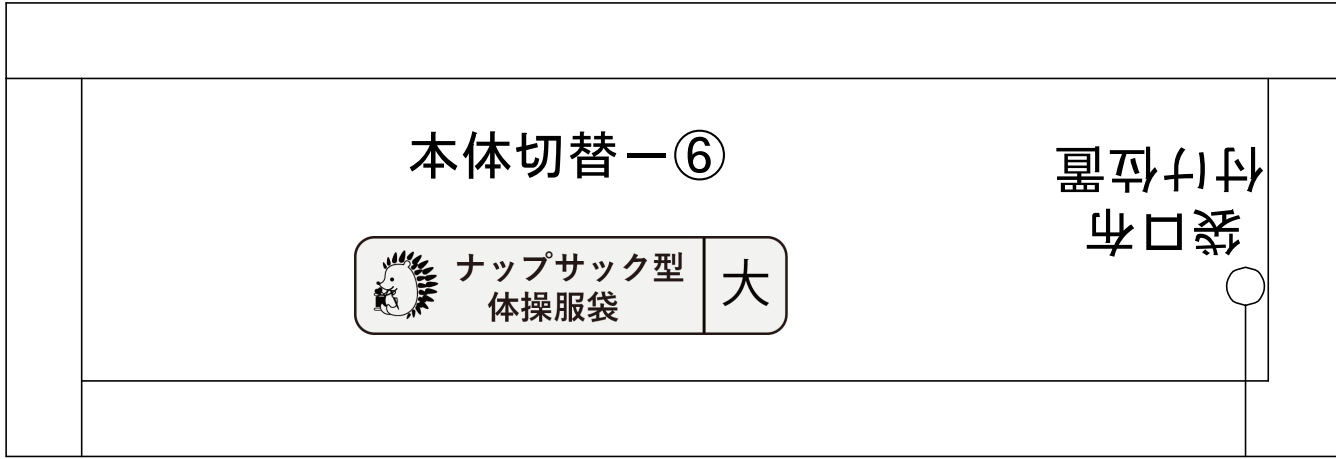 本体切替ー⑥
袋口布
付け位置
ナップサック型
体操服袋
大